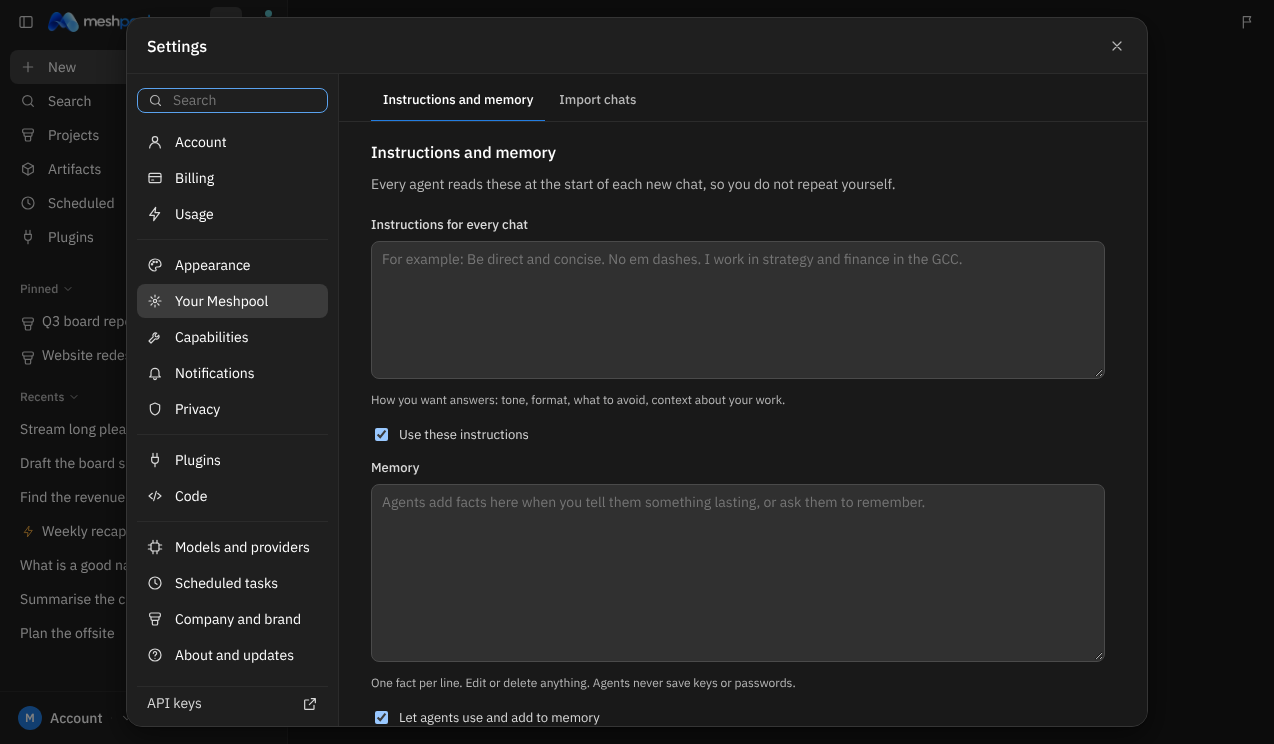 Settings
New
Search
Projects
Artifacts
Scheduled
Plugins
Pinned
Q3 board
Website
Recents
Stream long
Draft the board
Find the revenue
Weekly recap
What is a good
Summarise the
Plan the offsite
M Account
Search
Account
Billing
Usage
Appearance
Your Meshpool
Capabilities
Notifications
Privacy
Plugins
Code
Models and providers
Scheduled tasks
Company and brand
About and updates
API keys
Instructions and memory
Import chats
Instructions and memory
Every agent reads these at the start of each new chat, so you do not repeat yourself.
Instructions for every chat
For example: Be direct and concise. No em dashes. I work in strategy and finance in the GCC.
How you want answers: tone, format, what to avoid, context about your work.
Use these instructions
Memory
Agents add facts here when you tell them something lasting, or ask them to remember.
One fact per line. Edit or delete anything. Agents never save keys or passwords.
Let agents use and add to memory